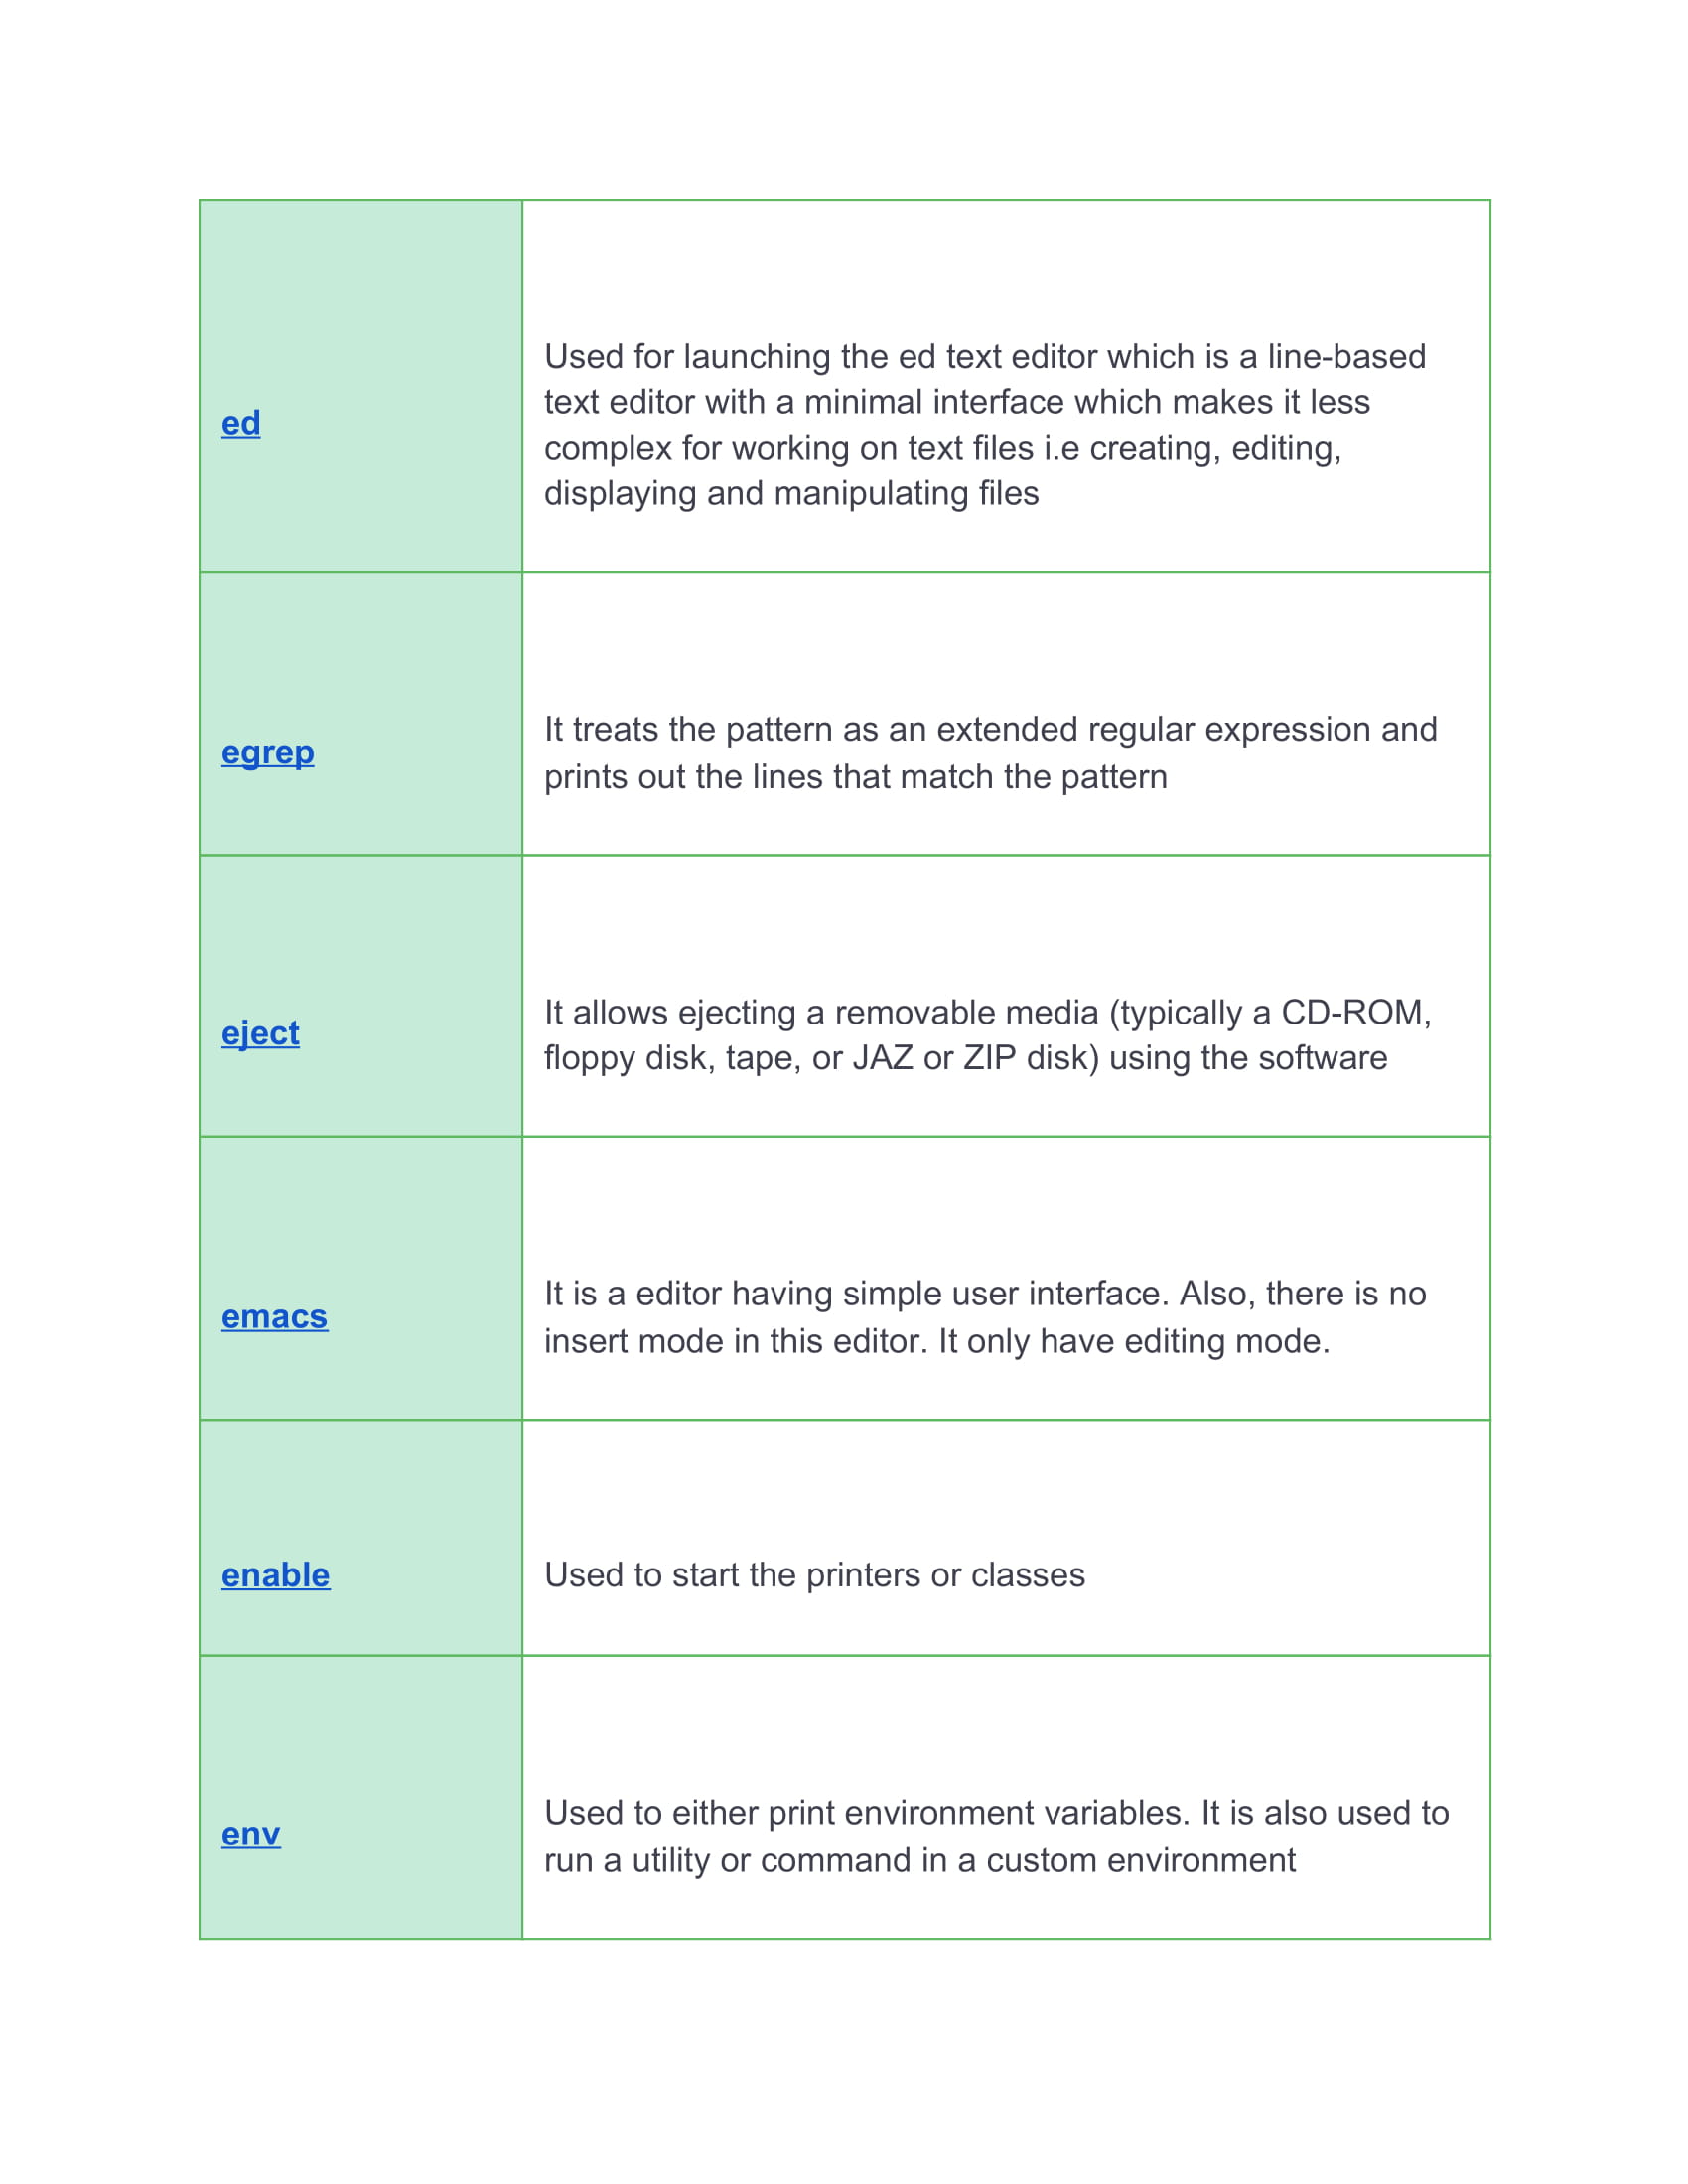 ed
Used for launching the ed text editor which is a line-based
text editor with a minimal interface which makes it less
complex for working on text files i.e creating, editing,
displaying and manipulating files
egrep
It treats the pattern as an extended regular expression and
prints out the lines that match the pattern
eject
It allows ejecting a removable media (typically a CD-ROM,
floppy disk, tape, or JAZ or ZIP disk) using the software
emacs
It is a editor having simple user interface. Also, there is no
insert mode in this editor. It only have editing mode.
enable
Used to start the printers or classes
env
Used to either print environment variables. It is also used to
run a utility or command in a custom environment